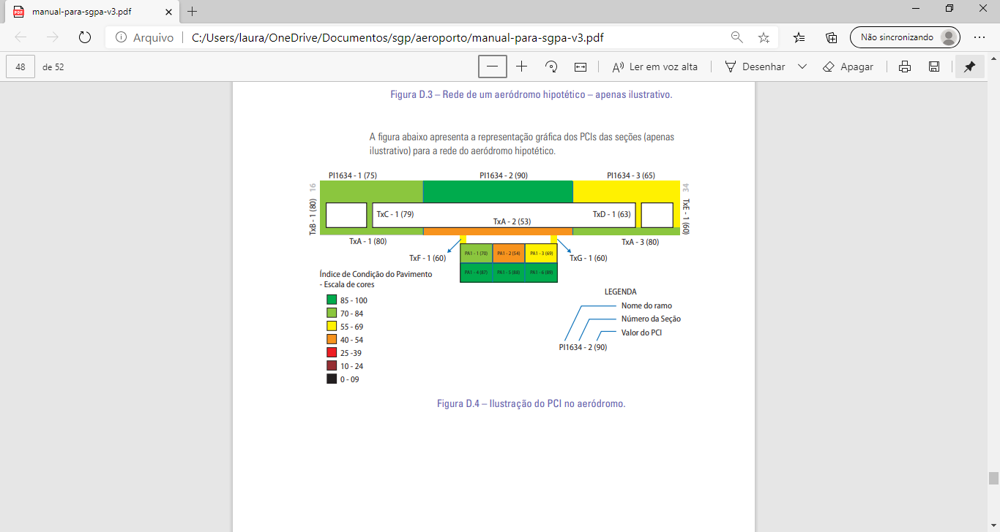 manual-para-sgpa-v3.pdf
Arquivo C:/Users/laura/OneDrive/Documentos/sgp/aeroporto/manual-para-sgpa-v3.pdf
Não sincronizando
48 de 52
Ler em voz alta
Desenhar
Apagar
Figura D.3 – Rede de um aeródromo hipotético – apenas ilustrativo.
A figura abaixo apresenta a representação gráfica dos PCIs das seções (apenas
ilustrativo) para a rede do aeródromo hipotético.
PI1634 - 1 (75)
PI1634 - 2 (90)
PI1634 - 3 (65)
16
34
TxB - 1 (80)
TxC - 1 (79)
TxA - 2 (53)
TxD - 1 (63)
TxE - 1 (60)
TxA - 1 (80)
TxA - 3 (80)
TxF - 1 (60)
PA1 - 1 (70)
PA1 - 2 (54)
PA1 - 3 (69)
TxG - 1 (60)
PA1 - 4 (87)
PA1 - 5 (88)
PA1 - 6 (89)
Índice de Condição do Pavimento
- Escala de cores
85 - 100
70 - 84
55 - 69
40 - 54
25 -39
10 - 24
0 - 09
LEGENDA
Nome do ramo
Número da Seção
Valor do PCI
PI1634 - 2 (90)
Figura D.4 – Ilustração do PCI no aeródromo.